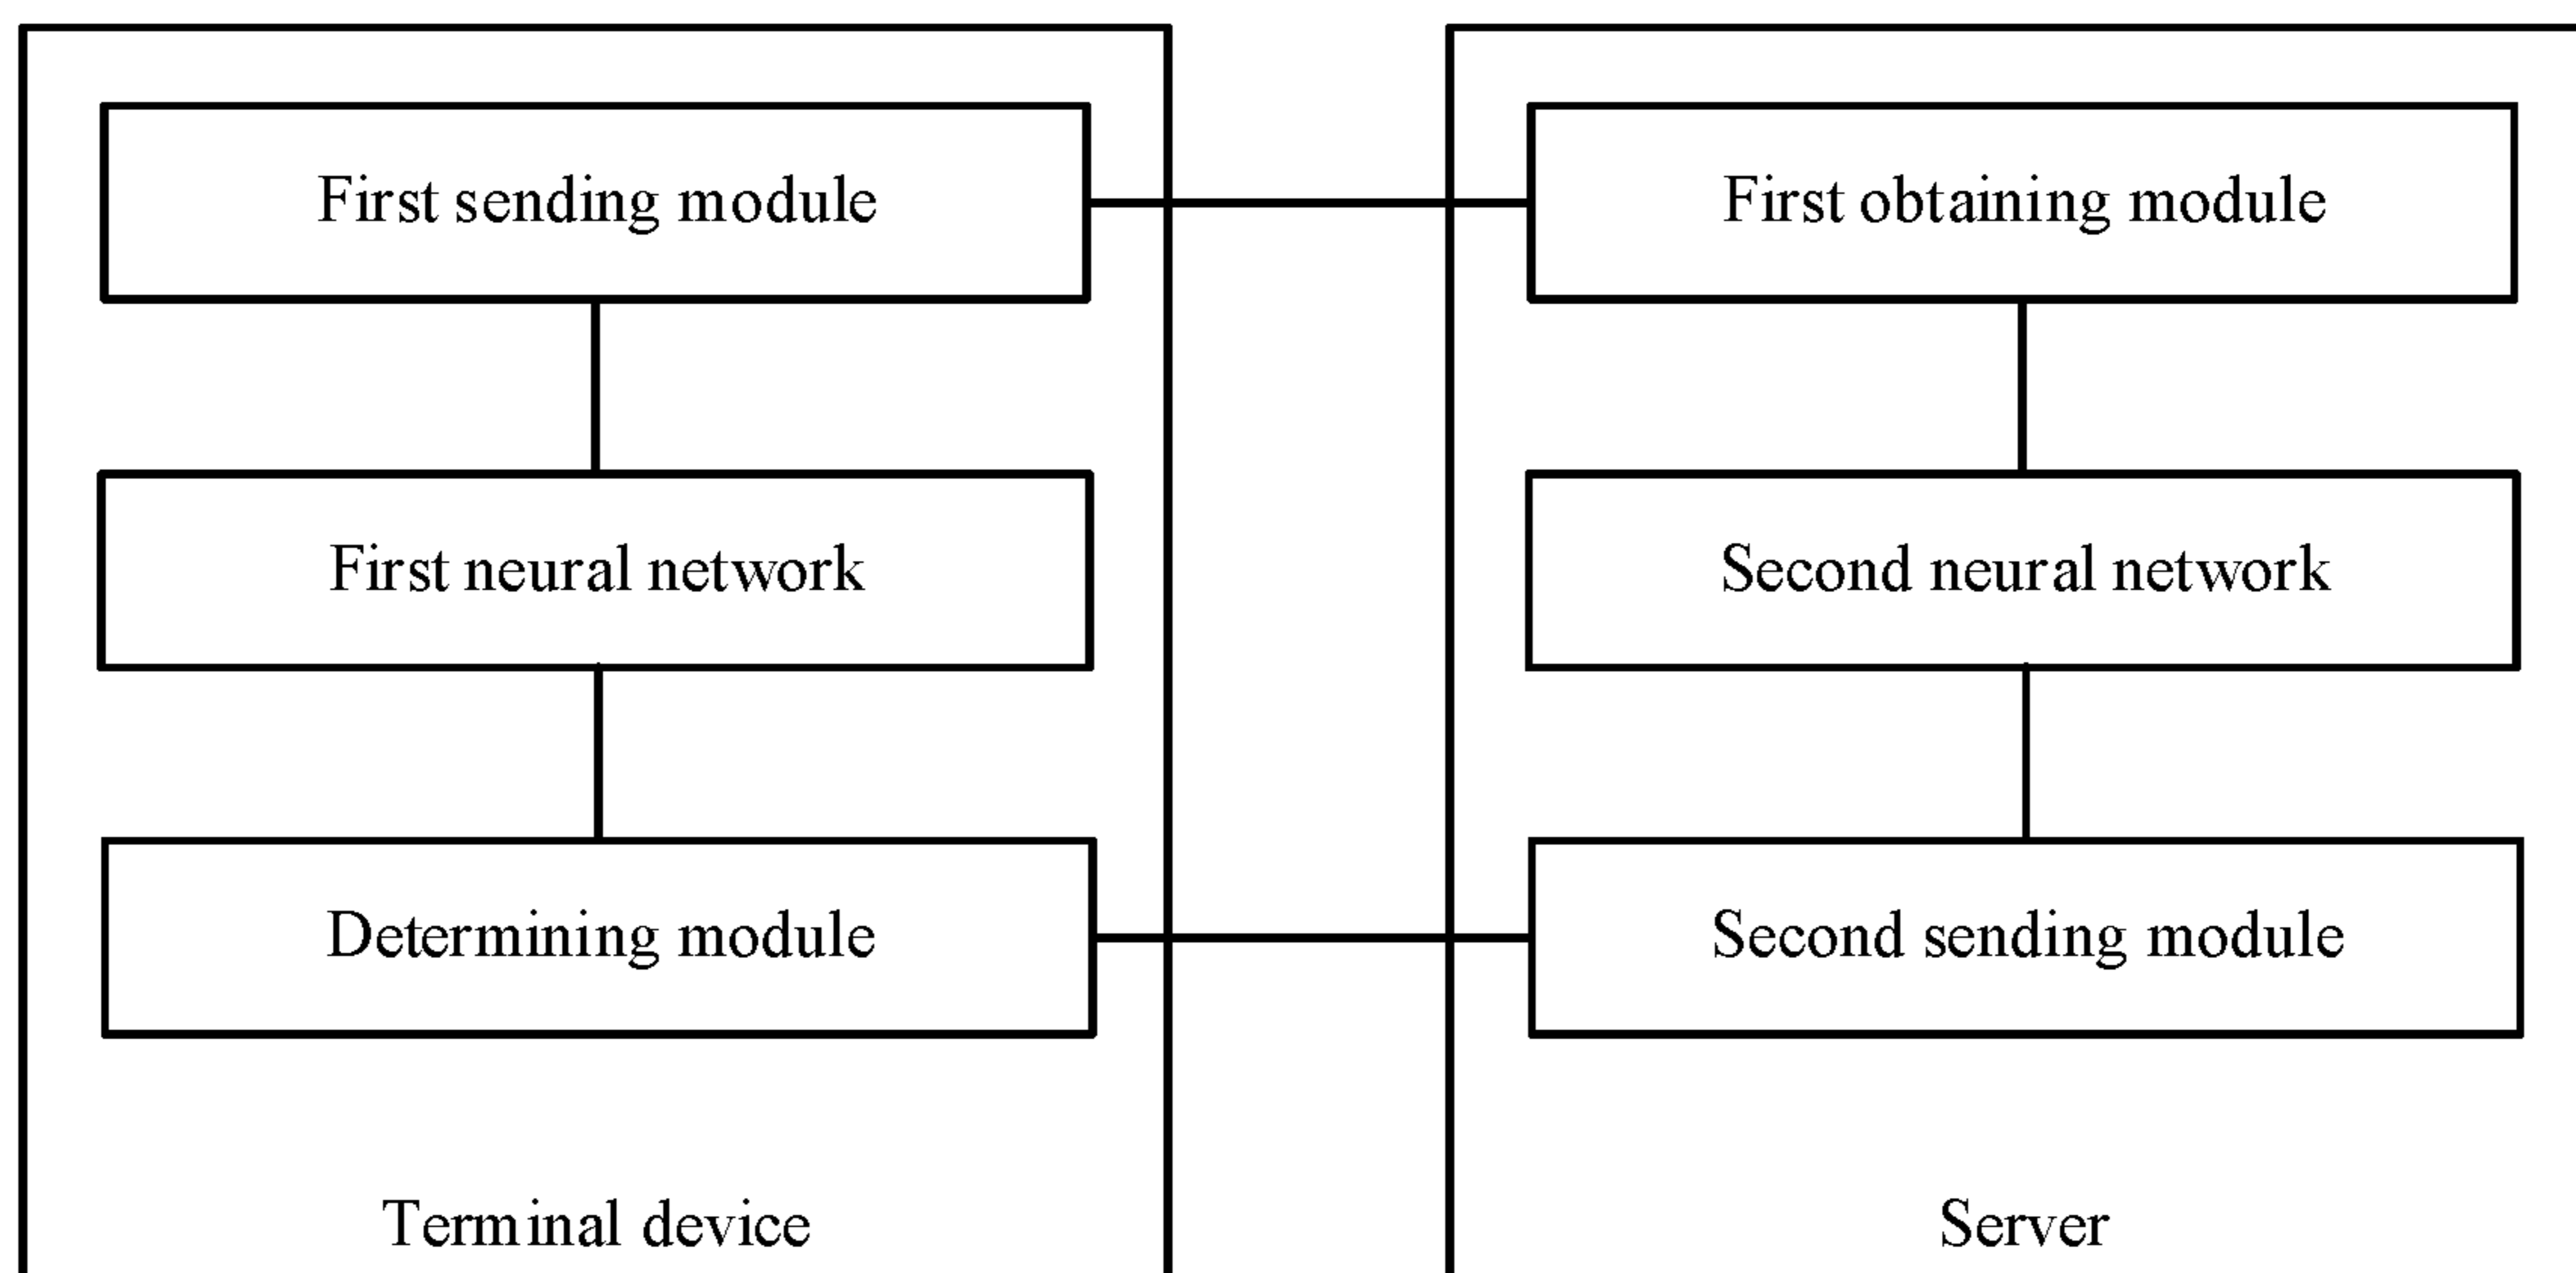 First sending module
First obtaining module
First neural network
Second neural network
Determining module
Second sending module
Terminal device
Server